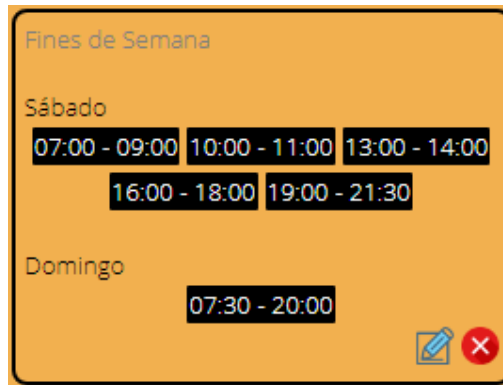 Fines de Semana
Sábado
07:00 - 09:00 10:00 - 11:00 13:00 - 14:00
16:00 - 18:00 19:00 - 21:30
Domingo
07:30 - 20:00